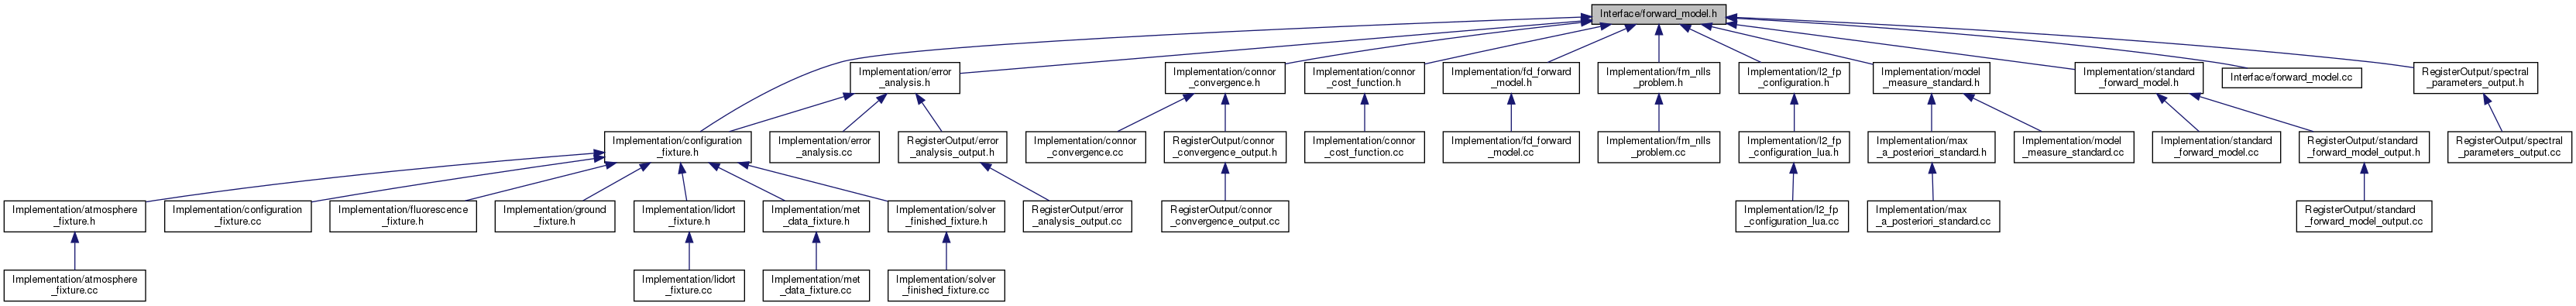 Interface/forward_model.h
Implementation/error
_analysis.h
Implementation/connor
_convergence.h
Implementation/connor
_cost_function.h
Implementation/fd_forward
_model.h
Implementation/fm_nlls
_problem.h
Implementation/l2_fp
_configuration.h
Implementation/model
_measure_standard.h
Implementation/standard
_forward_model.h
Interface/forward_model.cc
RegisterOutput/spectral
_parameters_output.h
Implementation/configuration
_fixture.h
Implementation/error
_analysis.cc
RegisterOutput/error
_analysis_output.h
Implementation/connor
_convergence.cc
RegisterOutput/connor
_convergence_output.h
Implementation/connor
_cost_function.cc
Implementation/fd_forward
_model.cc
Implementation/fm_nlls
_problem.cc
Implementation/l2_fp
_configuration_lua.h
Implementation/max
_a_posteriori_standard.h
Implementation/model
_measure_standard.cc
Implementation/standard
_forward_model.cc
RegisterOutput/standard
_forward_model_output.h
RegisterOutput/spectral
_parameters_output.cc
Implementation/atmosphere
_fixture.h
Implementation/configuration
_fixture.cc
Implementation/fluorescence
_fixture.h
Implementation/ground
_fixture.h
Implementation/lidort
_fixture.h
Implementation/met
_data_fixture.h
Implementation/solver
_finished_fixture.h
RegisterOutput/error
_analysis_output.cc
RegisterOutput/connor
_convergence_output.cc
Implementation/l2_fp
_configuration_lua.cc
Implementation/max
_a_posteriori_standard.cc
RegisterOutput/standard
_forward_model_output.cc
Implementation/atmosphere
_fixture.cc
Implementation/lidort
_fixture.cc
Implementation/met
_data_fixture.cc
Implementation/solver
_finished_fixture.cc